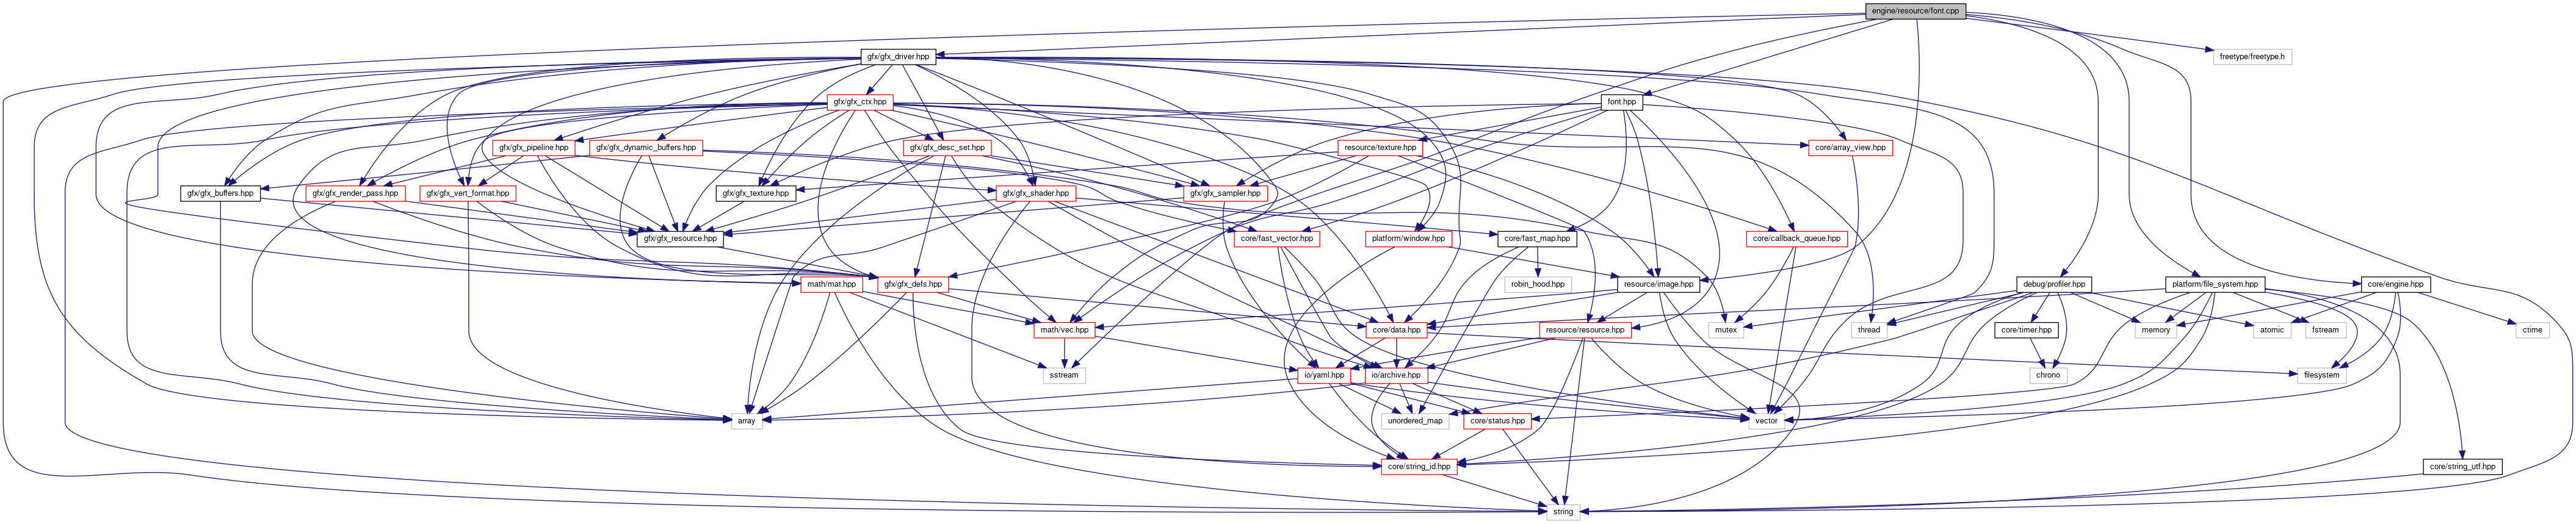 engine/resource/font.cpp
gfx/gfx_driver.hpp
freetype/freetype.h
gfx/gfx_ctx.hpp
font.hpp
gfx/gfx_pipeline.hpp
gfx/gfx_dynamic_buffers.hpp
gfx/gfx_desc_set.hpp
resource/texture.hpp
core/array_view.hpp
gfx/gfx_buffers.hpp
gfx/gfx_render_pass.hpp
gfx/gfx_vert_format.hpp
gfx/gfx_texture.hpp
gfx/gfx_shader.hpp
gfx/gfx_sampler.hpp
gfx/gfx_resource.hpp
core/fast_vector.hpp
platform/window.hpp
core/fast_map.hpp
core/callback_queue.hpp
math/mat.hpp
gfx/gfx_defs.hpp
robin_hood.hpp
resource/image.hpp
debug/profiler.hpp
platform/file_system.hpp
core/engine.hpp
math/vec.hpp
core/data.hpp
resource/resource.hpp
mutex
thread
core/timer.hpp
memory
atomic
fstream
ctime
sstream
io/yaml.hpp
io/archive.hpp
chrono
filesystem
array
unordered_map
core/status.hpp
vector
core/string_id.hpp
core/string_utf.hpp
string